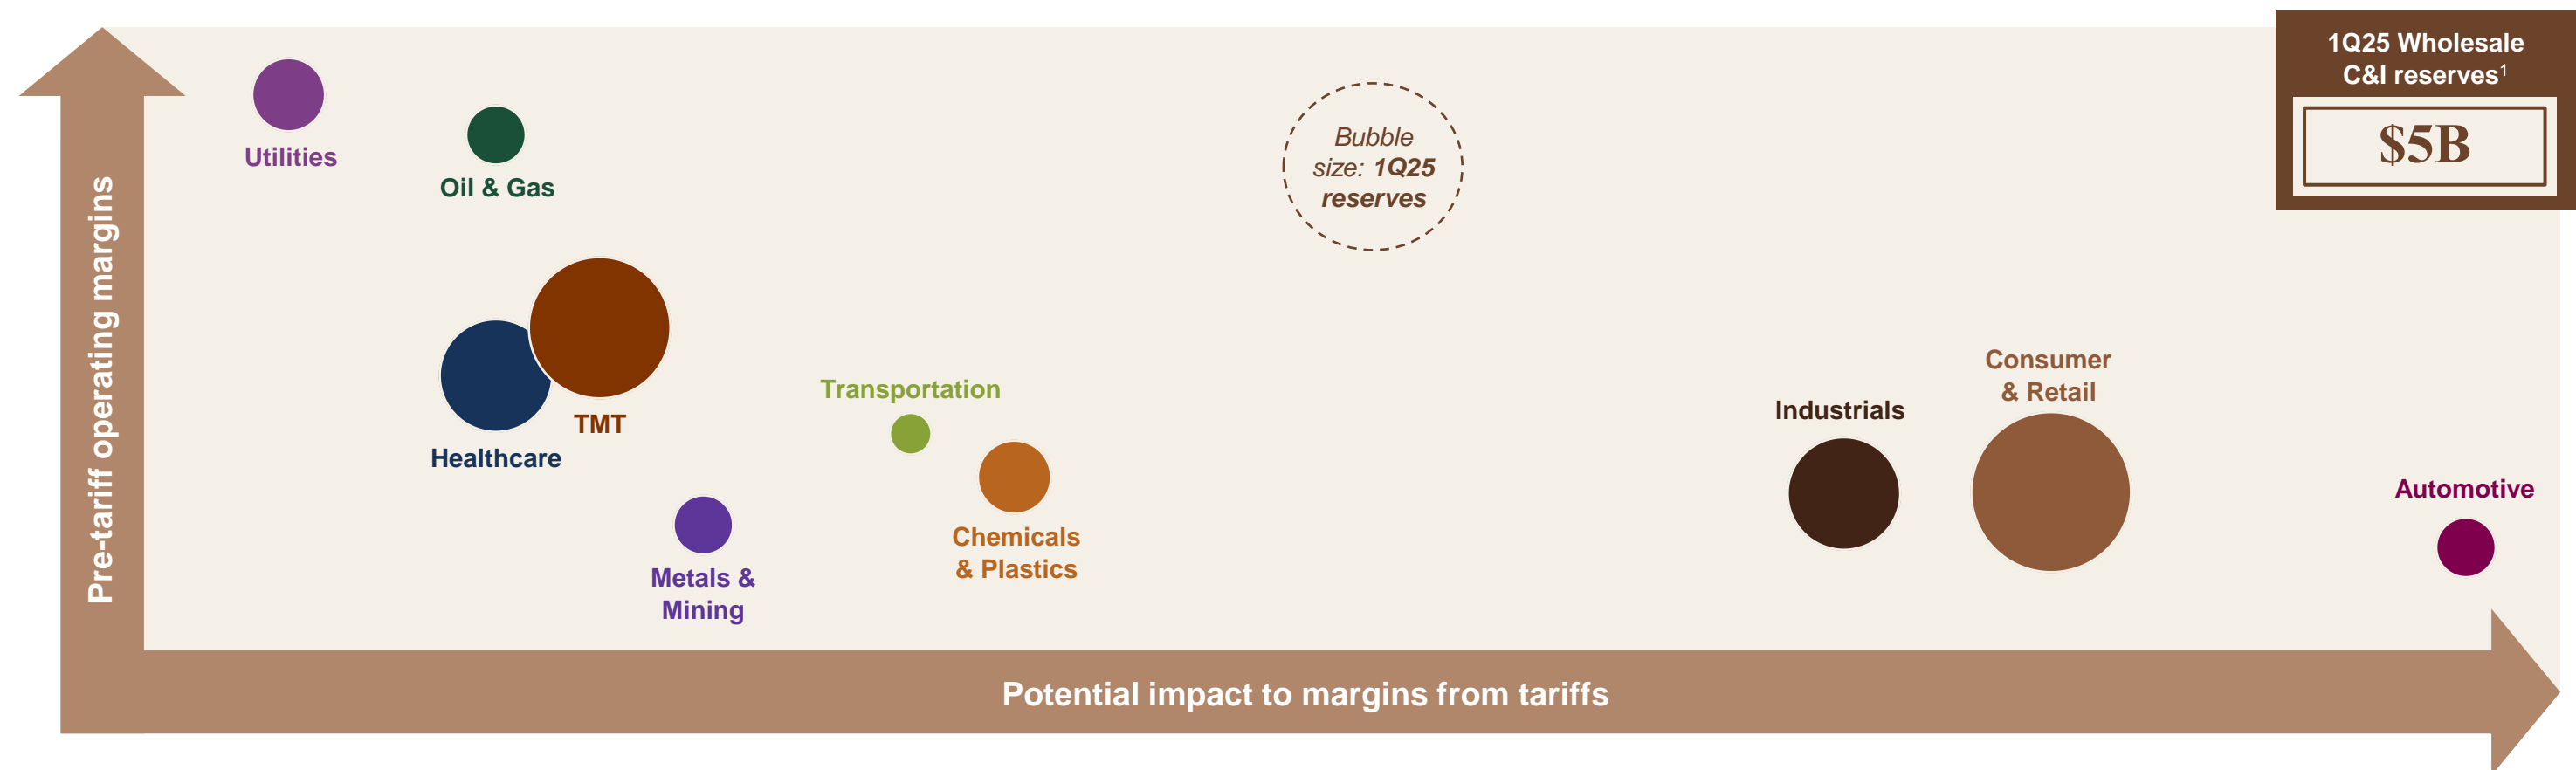 1Q25 Wholesale
C&I reserves¹
$5B
Utilities
Oil & Gas
Bubble
size: 1Q25
reserves
Pre-tariff operating margins
Healthcare
TMT
Transportation
Metals &
Mining
Chemicals
& Plastics
Industrials
Consumer
& Retail
Automotive
Potential impact to margins from tariffs